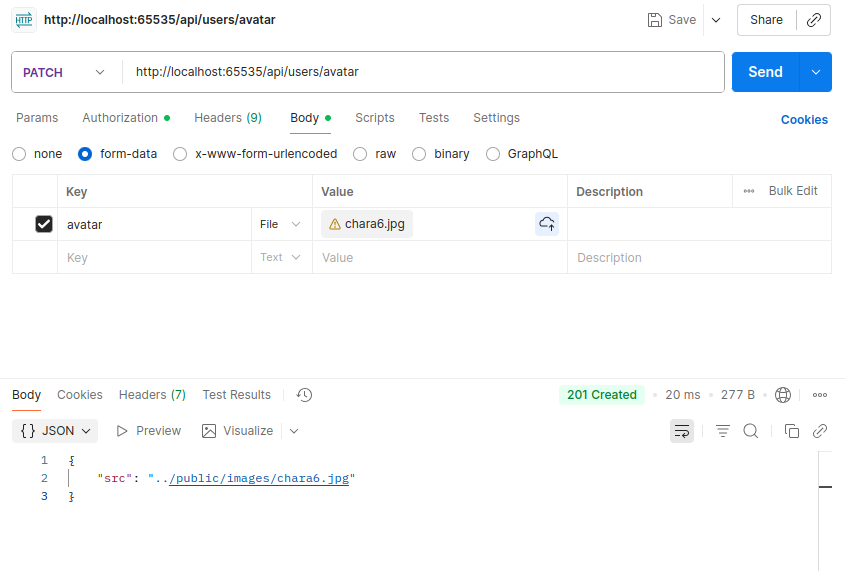 HTTP http://localhost:65535/api/users/avatar Save Share
PATCH http://localhost:65535/api/users/avatar Send
Params Authorization Headers (9) Body Scripts Tests Settings Cookies
none form-data x-www-form-urlencoded raw binary GraphQL
Key Value Description Bulk Edit
avatar File chara6.jpg
Key Text Value Description
Body Cookies Headers (7) Test Results 201 Created 20 ms 277 B
{} JSON Preview Visualize
1 {
2 "src": "../public/images/chara6.jpg"
3 }